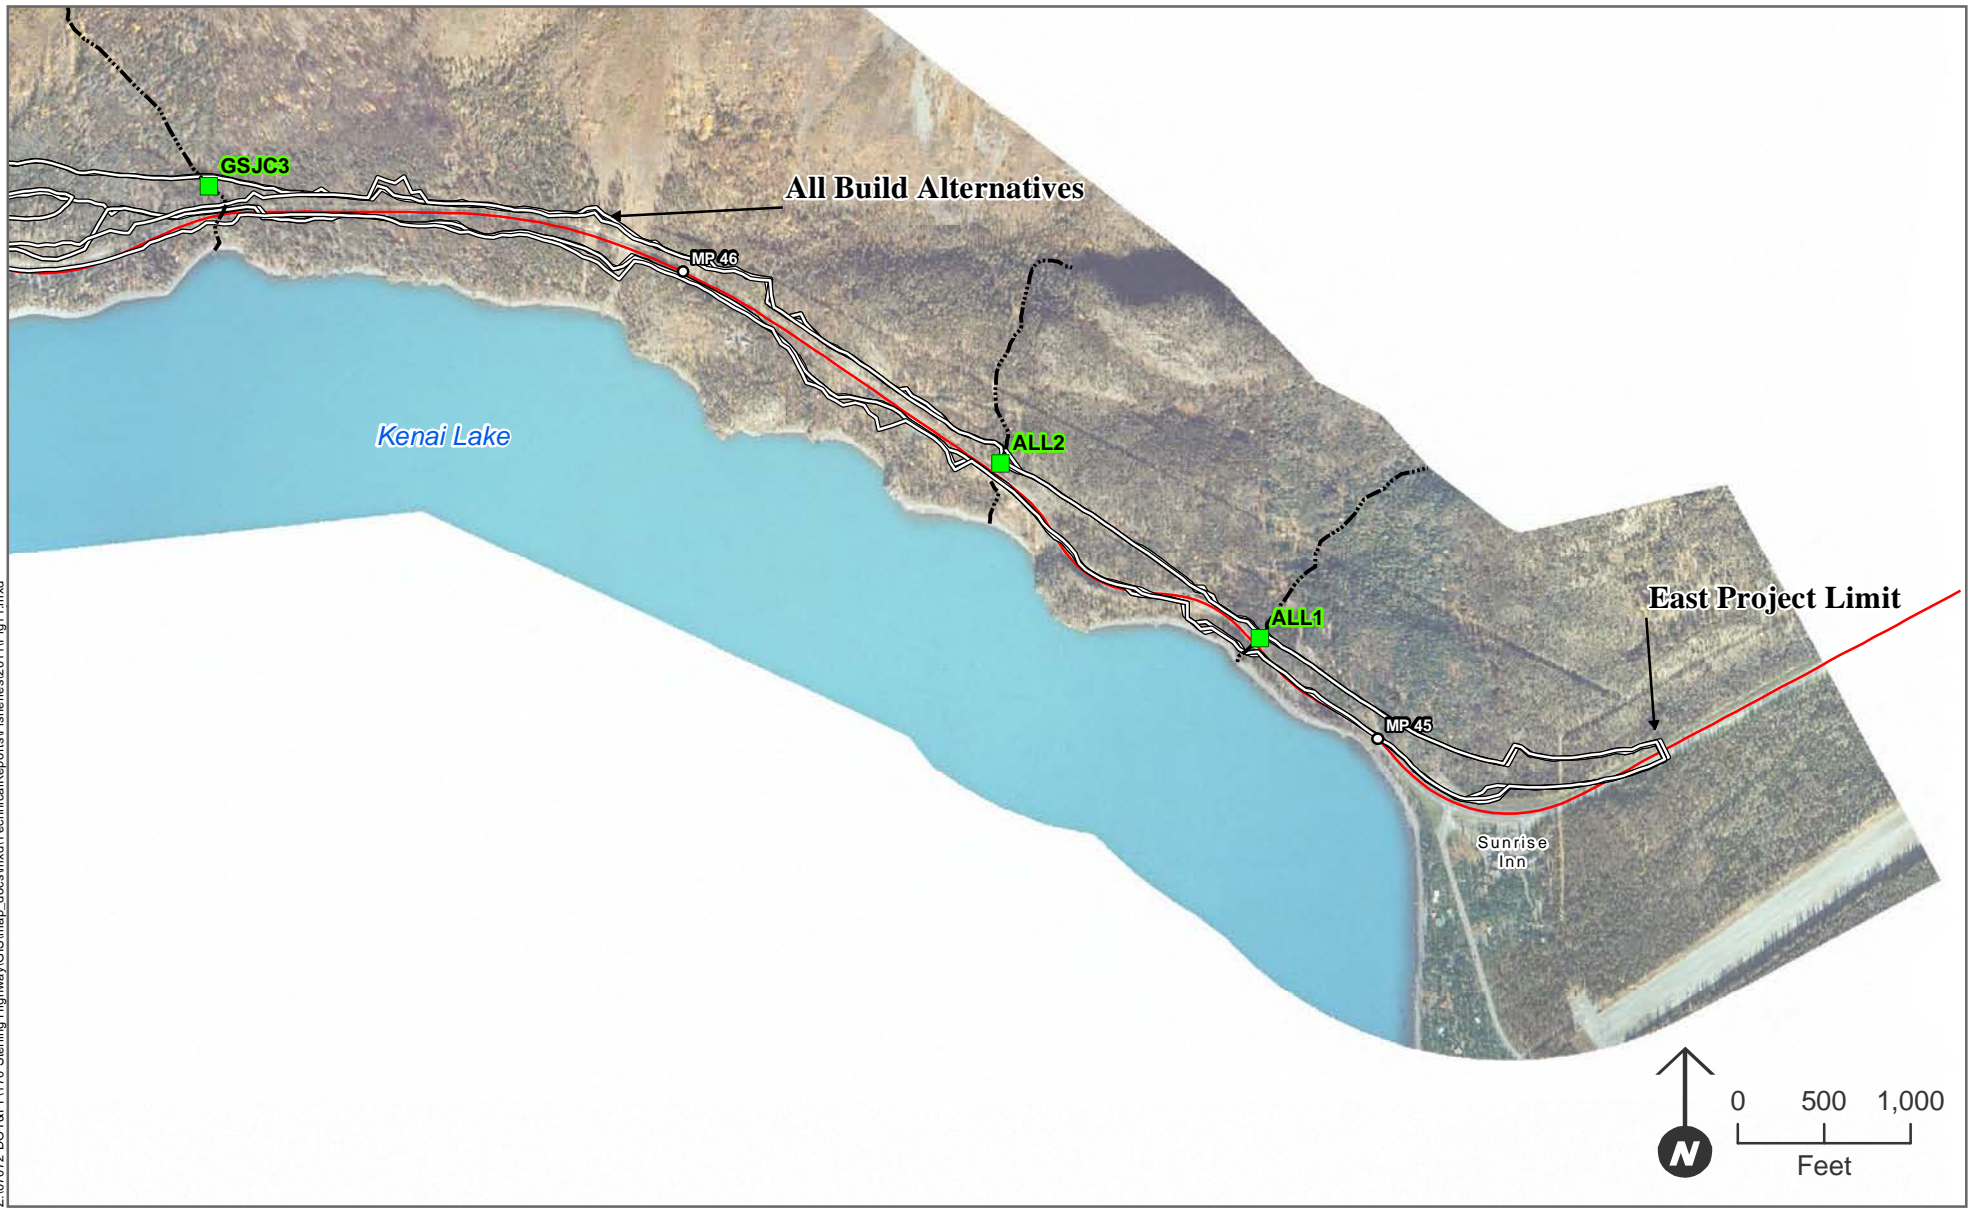 GSJC3
All Build Alternatives
MP 46
Kenai Lake
ALL2
East Project Limit
ALL1
MP 45
Sunrise
Inn
0 500 1,000
Feet
N